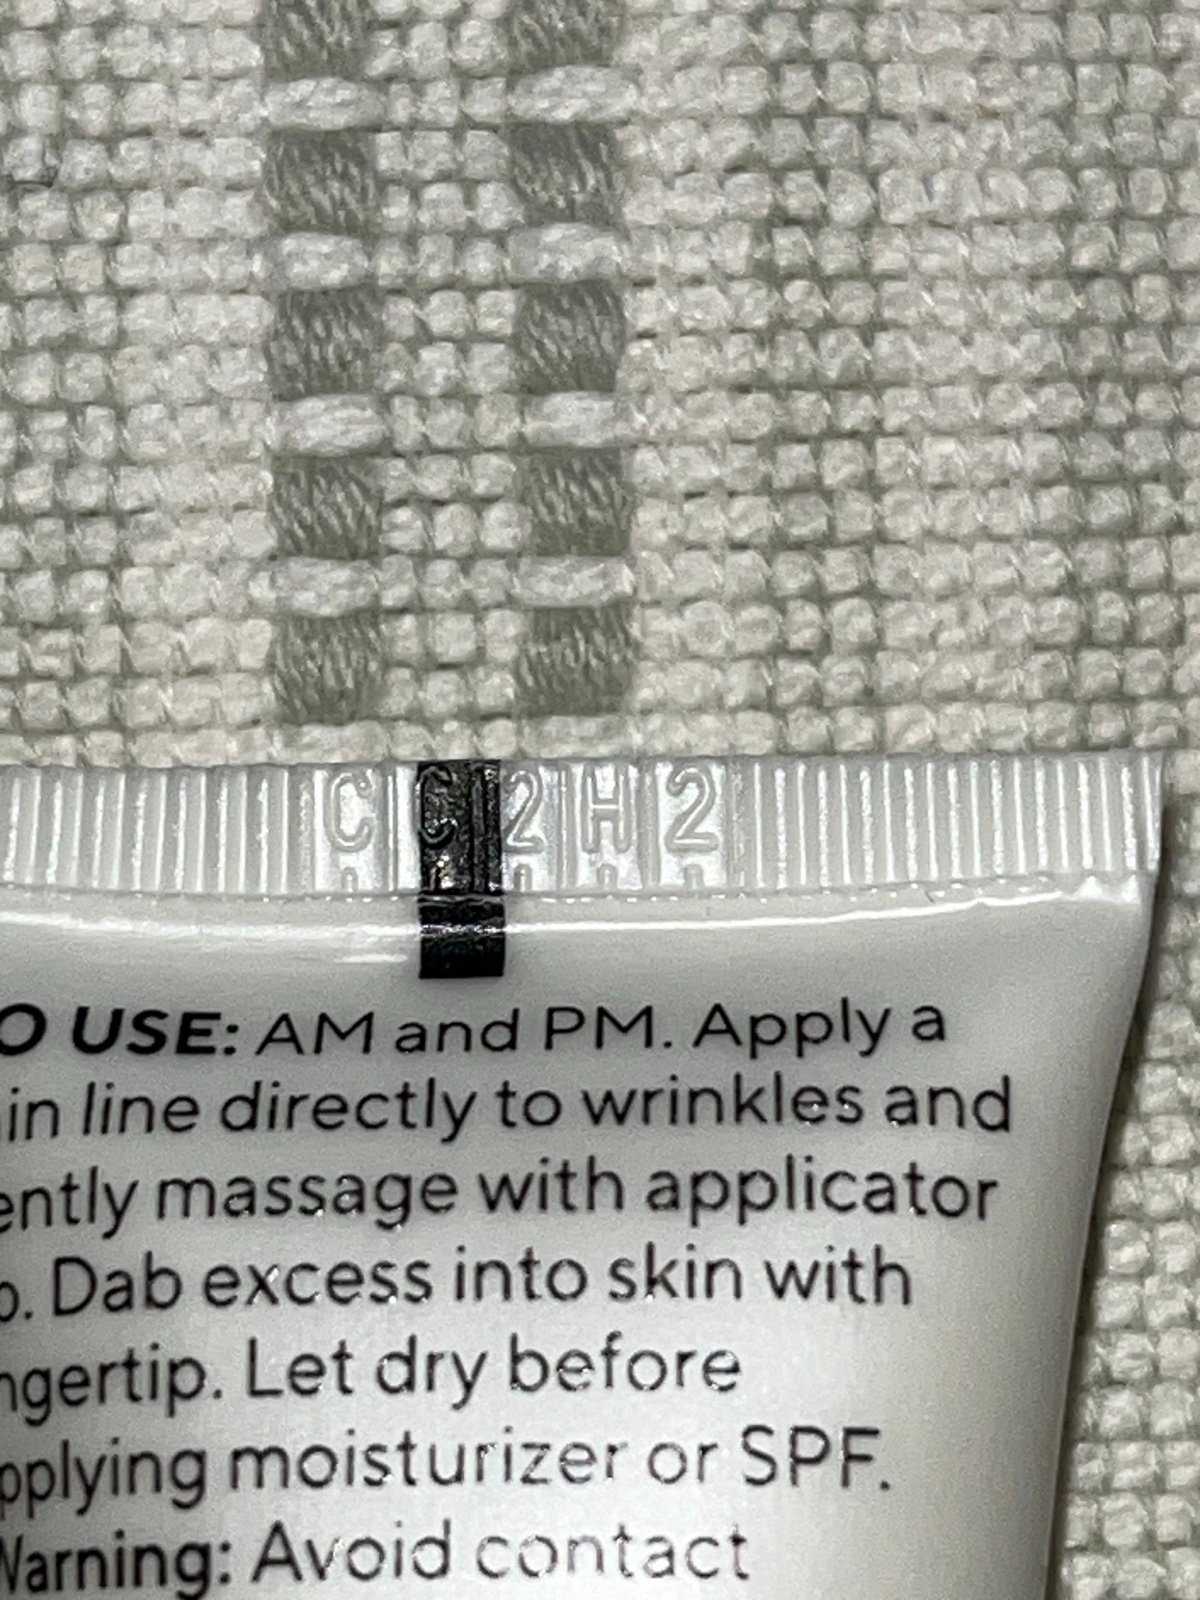 CC2H2
O USE: AM and PM. Apply a
in line directly to wrinkles and
ently massage with applicator
. Dab excess into skin with
ngertip. Let dry before
pplying moisturizer or SPF.
Warning: Avoid contact